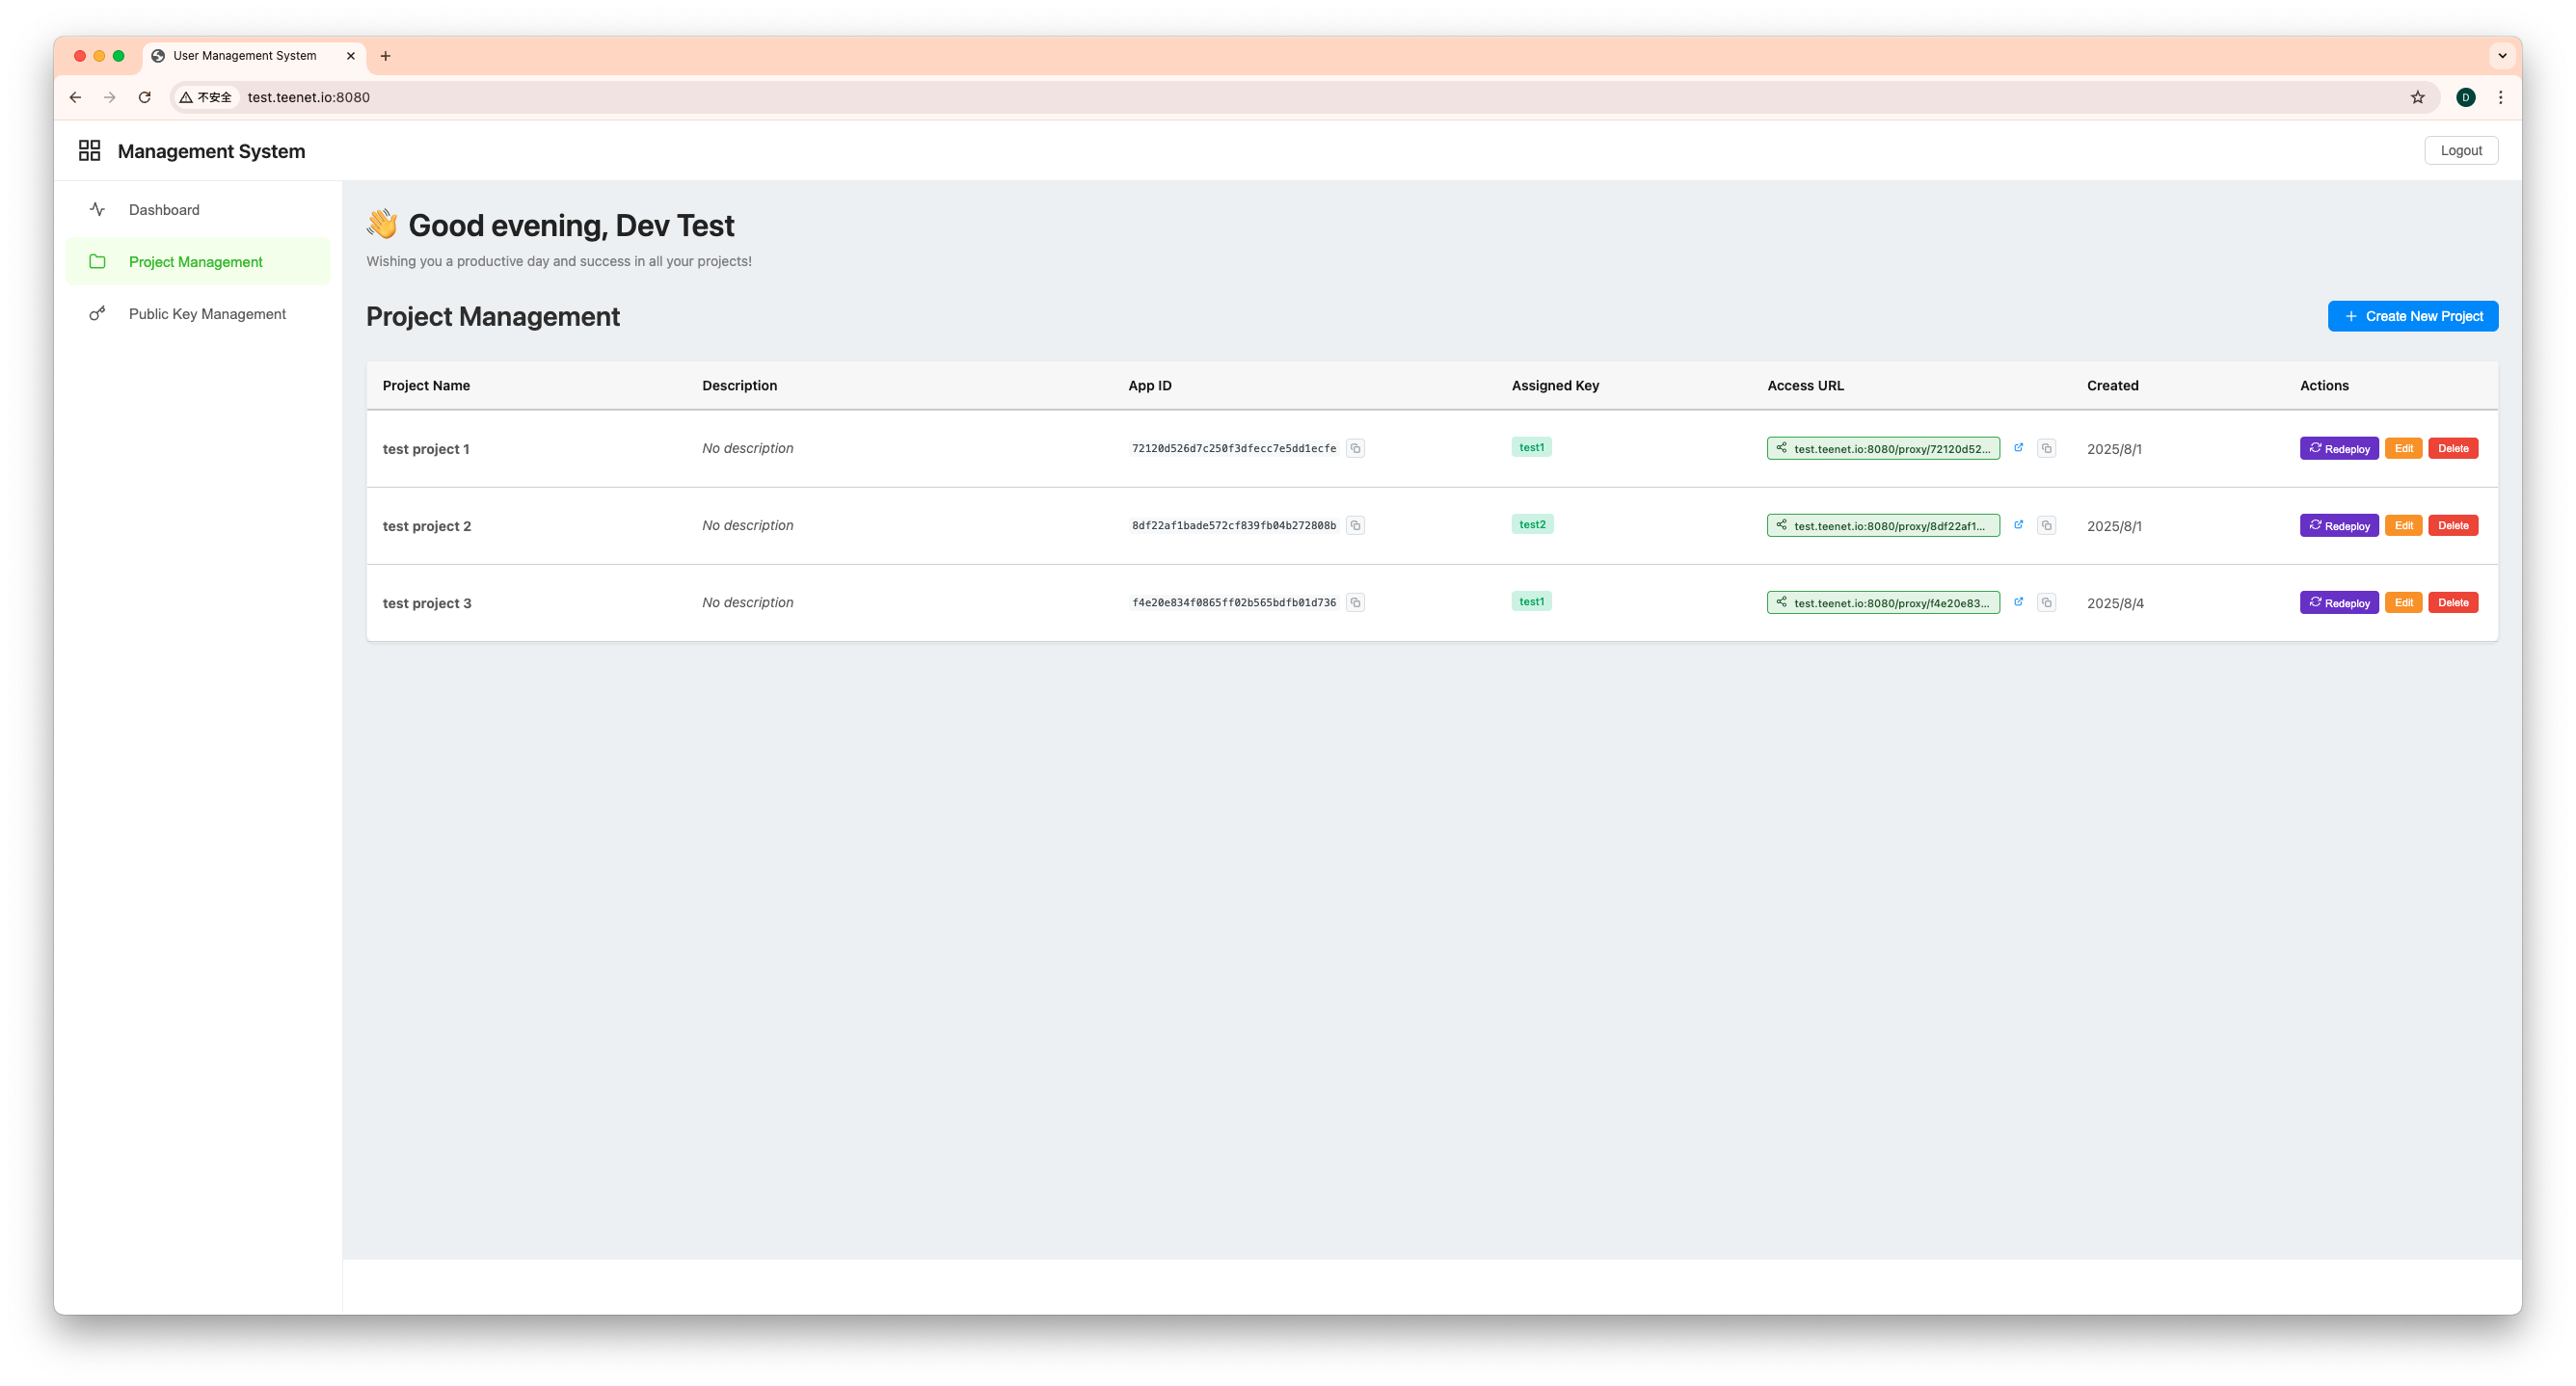 User Management System
不安全 test.teenet.io:8080
Management System
Logout
Dashboard
Project Management
Public Key Management
👋 Good evening, Dev Test
Wishing you a productive day and success in all your projects!
Project Management
+ Create New Project
Project Name Description App ID Assigned Key Access URL Created Actions
test project 1 No description 72120d526d7c250f3dfecc7e5dd1ecfe test1 test.teenet.io:8080/proxy/72120d52... 2025/8/1 Redeploy Edit Delete
test project 2 No description 8df22af1bade572cf839fb04b272808b test2 test.teenet.io:8080/proxy/8df22af1... 2025/8/1 Redeploy Edit Delete
test project 3 No description f4e20e834f0865ff02b565bdfb01d736 test1 test.teenet.io:8080/proxy/f4e20e83... 2025/8/4 Redeploy Edit Delete
D